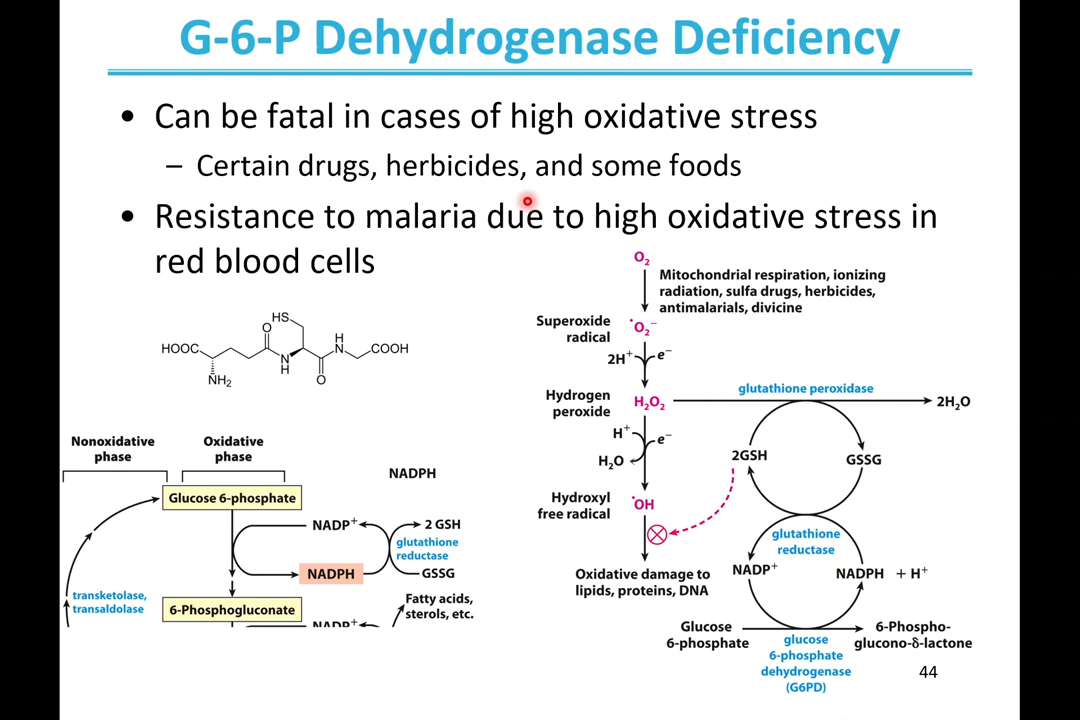 G-6-P Dehydrogenase Deficiency
• Can be fatal in cases of high oxidative stress
– Certain drugs, herbicides, and some foods
• Resistance to malaria due to high oxidative stress in
red blood cells
HS
O
H
N
HOOC
COOH
N
H
NH₂
O
Nonoxidative
phase
Oxidative
phase
NADPH
Glucose 6-phosphate
NADP⁺
2 GSH
glutathione
reductase
NADPH
GSSG
transketolase,
transaldolase
6-Phosphogluconate
Fatty acids,
sterols, etc.
NADP⁺
O₂
Mitochondrial respiration, ionizing
radiation, sulfa drugs, herbicides,
antimalarials, divicine
Superoxide
radical
•O₂⁻
2H⁺
e⁻
Hydrogen
peroxide
H₂O₂
glutathione peroxidase
2H₂O
H⁺
e⁻
H₂O
2GSH
GSSG
Hydroxyl
free radical
•OH
glutathione
reductase
Oxidative damage to
lipids, proteins, DNA
NADP⁺
NADPH + H⁺
Glucose
6-phosphate
6-Phospho-
glucono-δ-lactone
glucose
6-phosphate
dehydrogenase
(G6PD)
44